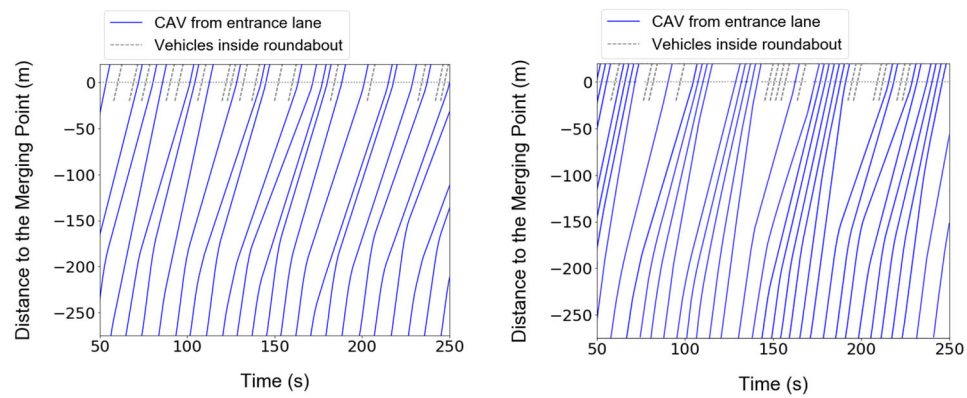 CAV from entrance lane
Vehicles inside roundabout
Distance to the Merging Point (m)
0
−50
−100
−150
−200
−250
50
100
150
200
250
Time (s)
CAV from entrance lane
Vehicles inside roundabout
Distance to the Merging Point (m)
0
−50
−100
−150
−200
−250
50
100
150
200
250
Time (s)